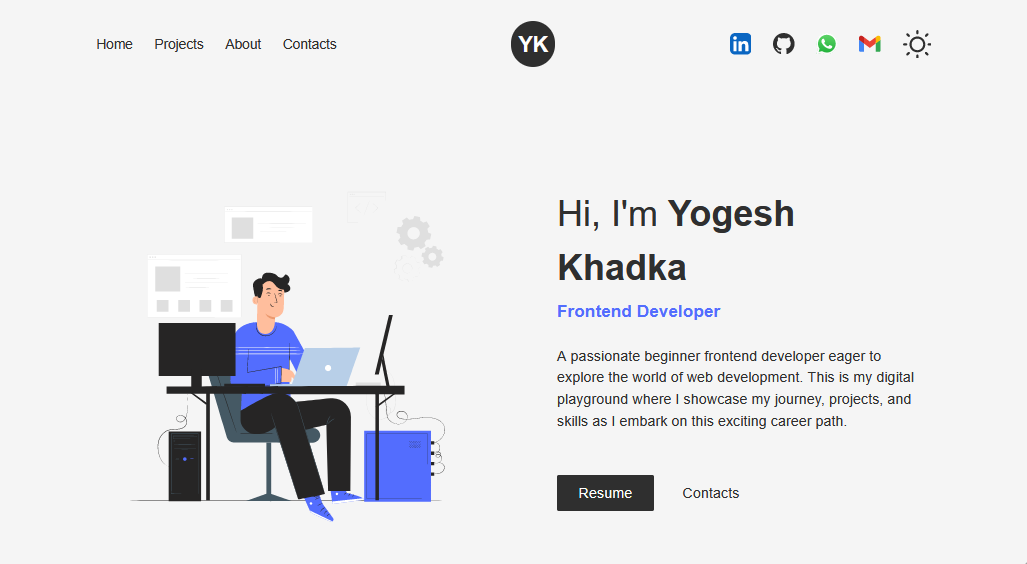 Home Projects About Contacts YK
Hi, I'm Yogesh
Khadka
Frontend Developer
A passionate beginner frontend developer eager to
explore the world of web development. This is my digital
playground where I showcase my journey, projects, and
skills as I embark on this exciting career path.
Resume Contacts